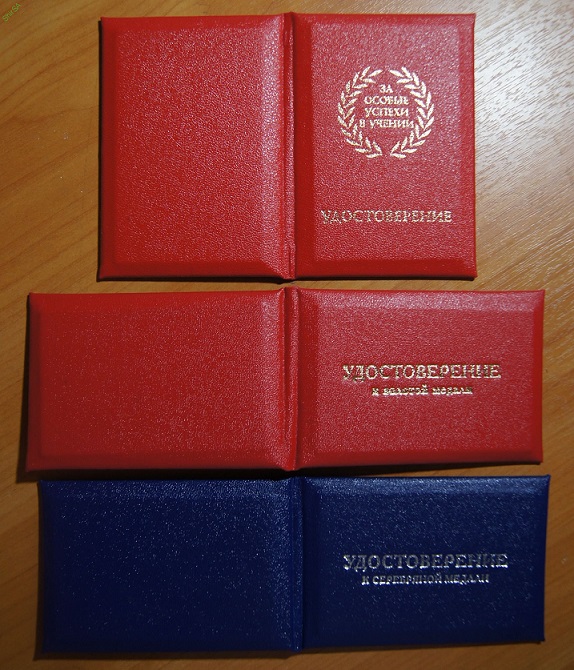 ЗА
ОСОБЫЕ
УСПЕХИ
В УЧЕНИИ
УДОСТОВЕРЕНИЕ
УДОСТОВЕРЕНИЕ
к золотой медали
УДОСТОВЕРЕНИЕ
К СЕРЕБРЯНОЙ МЕДАЛИ